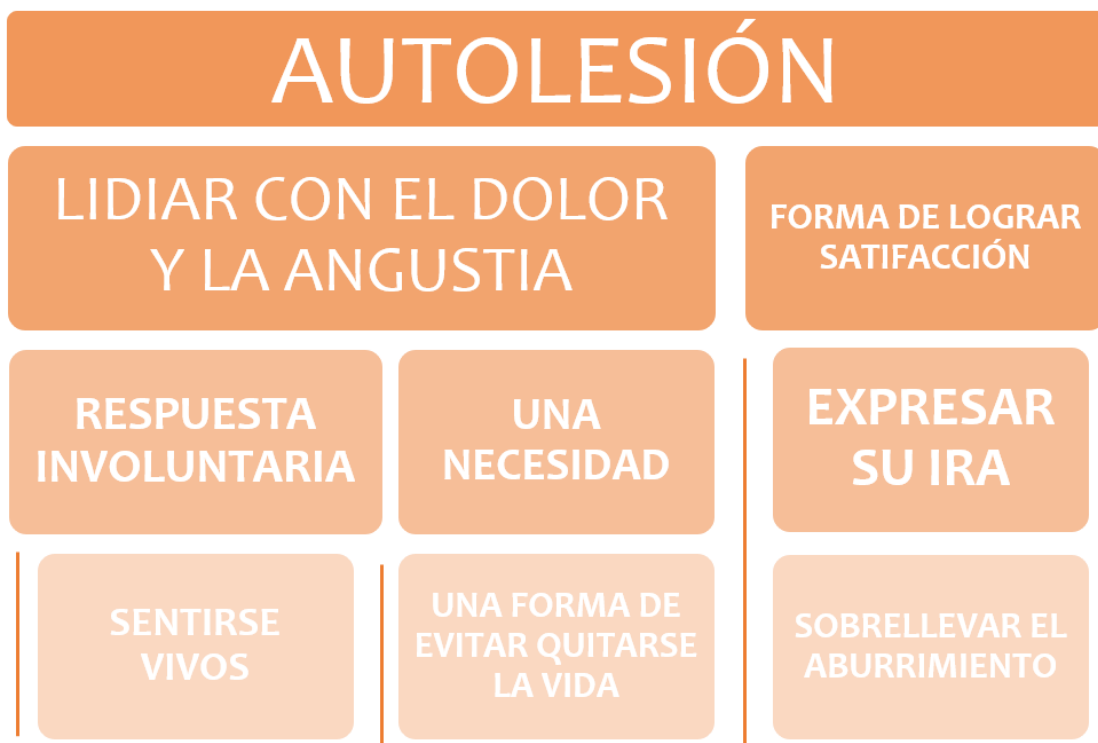 AUTOLESIÓN
LIDIAR CON EL DOLOR
Y LA ANGUSTIA
FORMA DE LOGRAR
SATIFACCIÓN
RESPUESTA
INVOLUNTARIA
UNA
NECESIDAD
EXPRESAR
SU IRA
SENTIRSE
VIVOS
UNA FORMA DE
EVITAR QUITARSE
LA VIDA
SOBRELLEVAR EL
ABURRIMIENTO